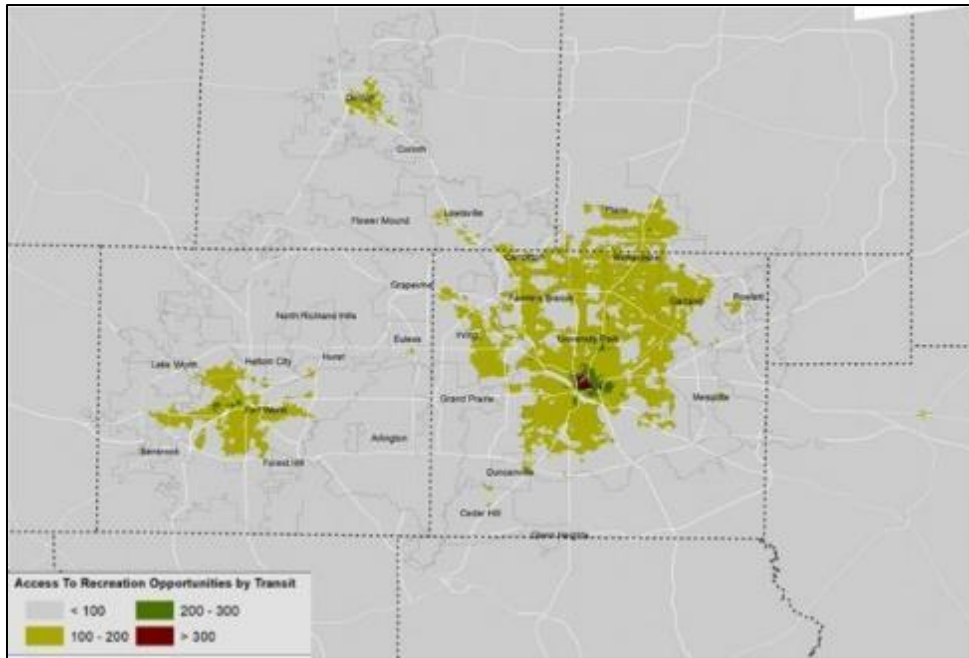 Denton
Corinth
Flower Mound
Lewisville
Plano
Carrollton
Richardson
Grapevine
Farmers Branch
Garland
Rowlett
North Richland Hills
Euless
Irving
University Park
Lake Worth
Haltom City
Hurst
Grand Prairie
Mesquite
Fort Worth
Arlington
Benbrook
Forest Hill
Duncanville
Cedar Hill
Glenn Heights
Access To Recreation Opportunities by Transit
< 100
200 - 300
100 - 200
> 300